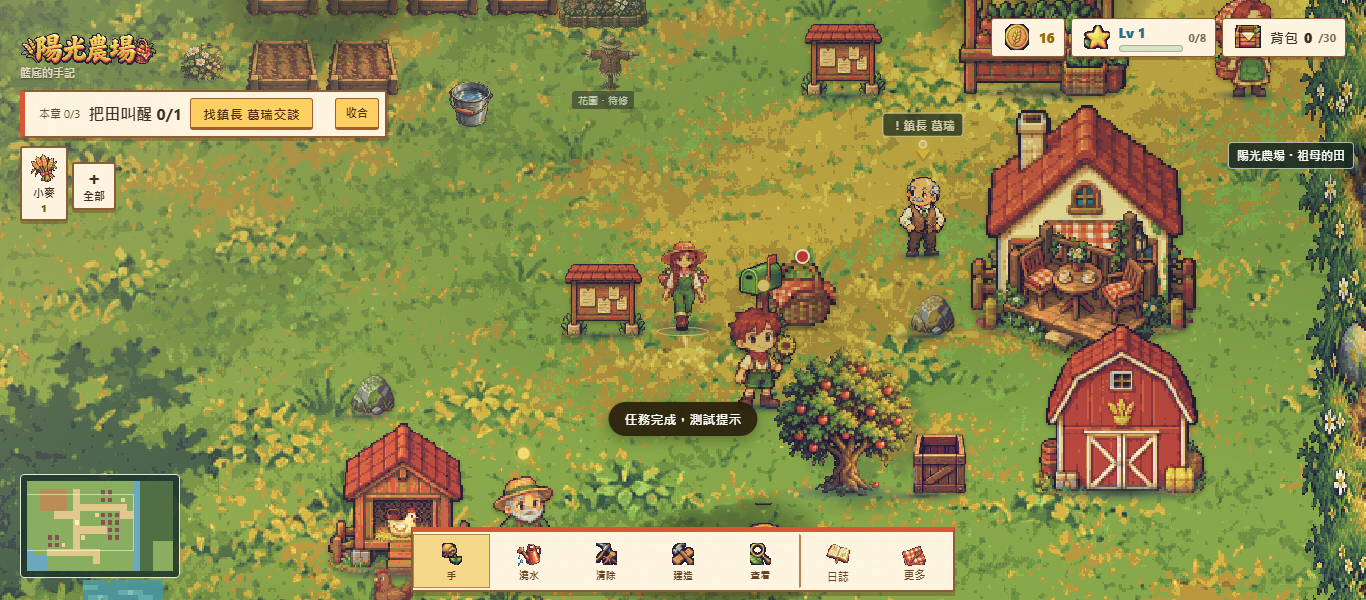 陽光農場
籃底的手記
本章 0/3 把田叫醒 0/1 找鎮長 葛瑞交談 收合
小麥
1
+
全部
16
Lv 1 0/8
背包 0 /30
花圃・待修
！鎮長 葛瑞
陽光農場・祖母的田
任務完成，測試提示
手 澆水 清除 建造 查看 日誌 更多